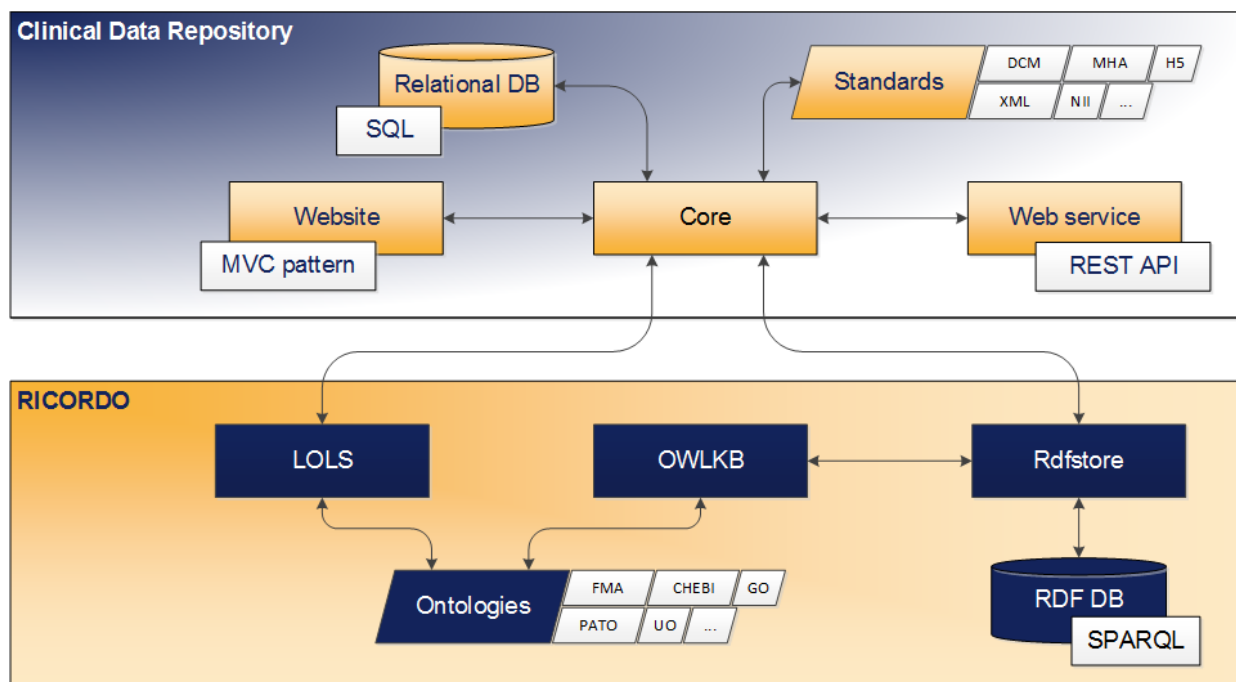 Clinical Data Repository
Relational DB
SQL
Standards
DCM
MHA
H5
XML
NII
...
Website
MVC pattern
Core
Web service
REST API
RICORDO
LOLS
OWLKB
Rdfstore
Ontologies
FMA
CHEBI
GO
PATO
UO
...
RDF DB
SPARQL